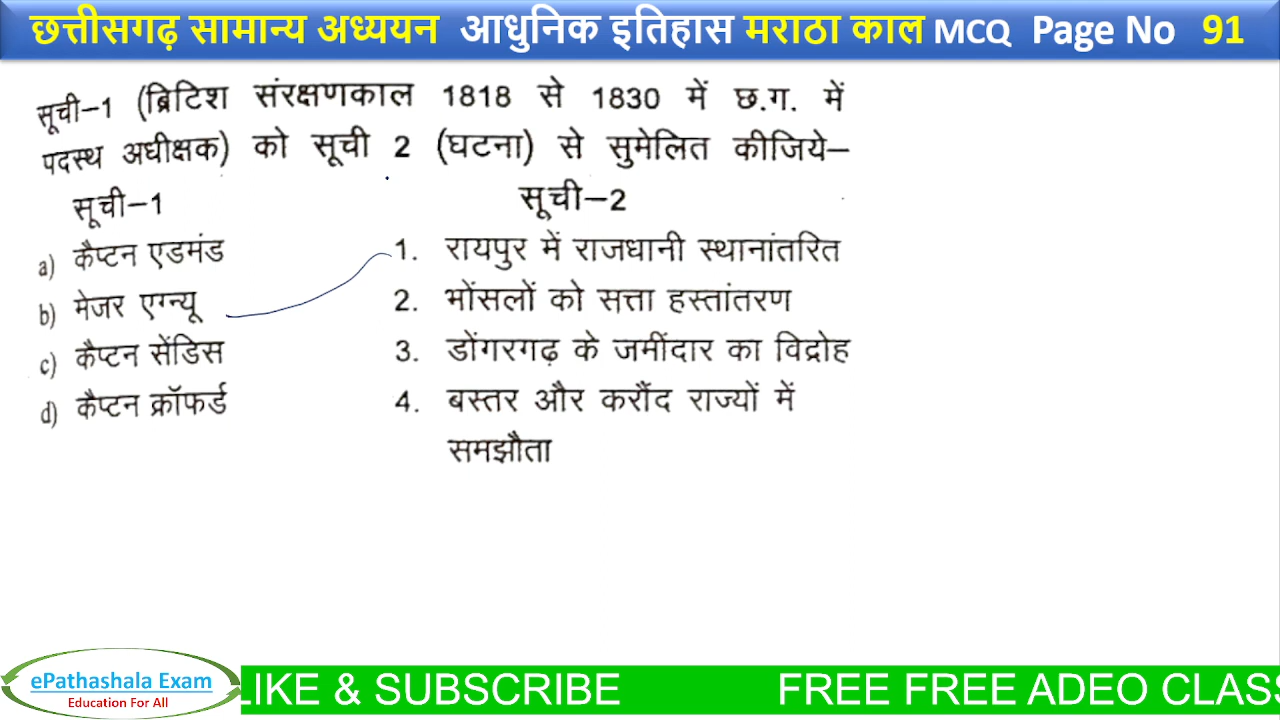 छत्तीसगढ़ सामान्य अध्ययन आधुनिक इतिहास मराठा काल MCQ Page No 91
सूची–1 (ब्रिटिश संरक्षणकाल 1818 से 1830 में छ.ग. में
पदस्थ अधीक्षक) को सूची 2 (घटना) से सुमेलित कीजिये–
सूची–1 सूची–2
a) कैप्टन एडमंड 1. रायपुर में राजधानी स्थानांतरित
b) मेजर एग्न्यू 2. भोंसलों को सत्ता हस्तांतरण
c) कैप्टन सेंडिस 3. डोंगरगढ़ के जमींदार का विद्रोह
d) कैप्टन क्रॉफर्ड 4. बस्तर और करौंद राज्यों में
समझौता
ePathashala Exam
Education For All
LIKE & SUBSCRIBE FREE FREE ADEO CLASS